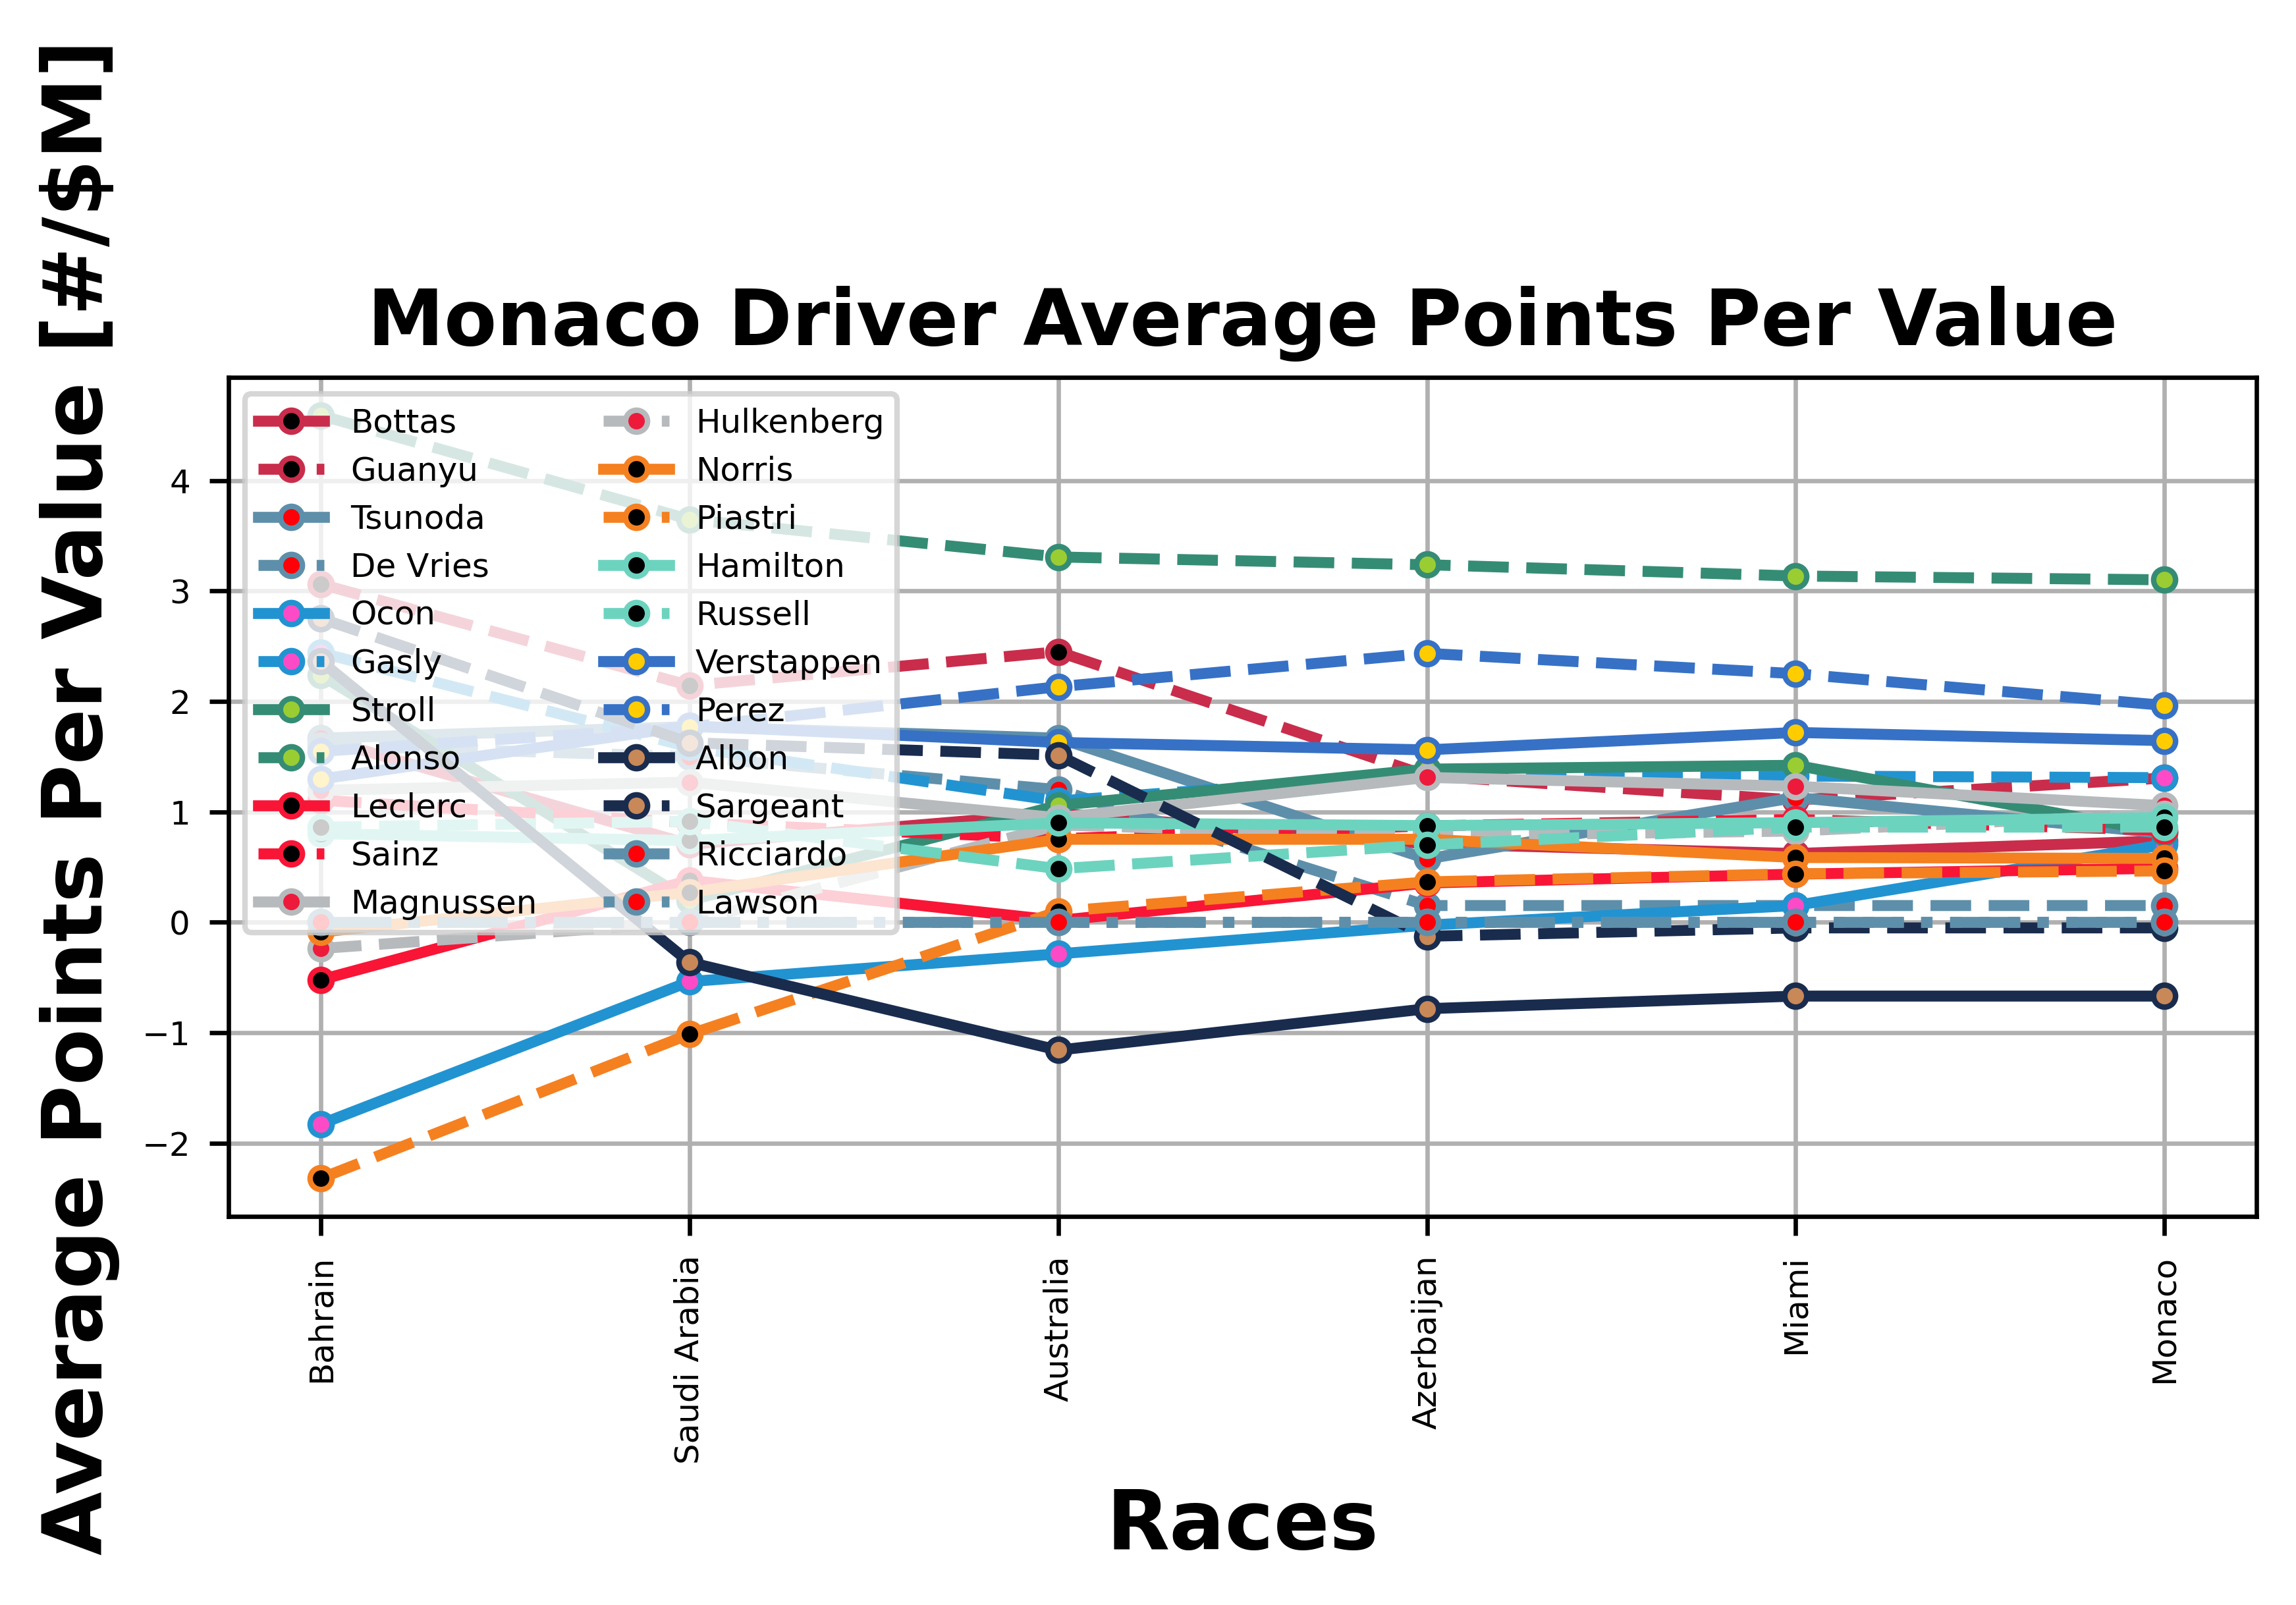 Monaco Driver Average Points Per Value
Average Points Per Value [#/$M]
4
3
2
1
0
−1
−2
Bottas
Guanyu
Tsunoda
De Vries
Ocon
Gasly
Stroll
Alonso
Leclerc
Sainz
Magnussen
Hulkenberg
Norris
Piastri
Hamilton
Russell
Verstappen
Perez
Albon
Sargeant
Ricciardo
Lawson
Bahrain
Saudi Arabia
Australia
Azerbaijan
Miami
Monaco
Races